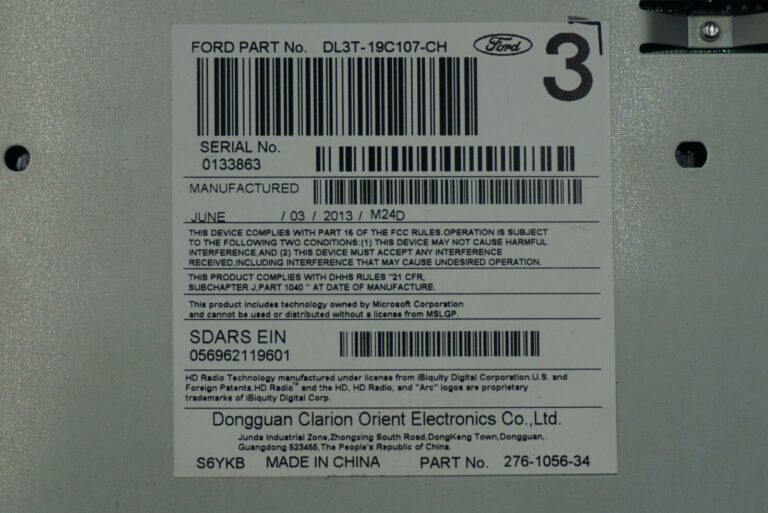 FORD PART No. DL3T-19C107-CH Ford 3
SERIAL No.
0133863
MANUFACTURED
JUNE / 03 / 2013 / M24D
THIS DEVICE COMPLIES WITH PART 15 OF THE FCC RULES.OPERATION IS SUBJECT
TO THE FOLLOWING TWO CONDITIONS:(1) THIS DEVICE MAY NOT CAUSE HARMFUL
INTERFERENCE,AND (2) THIS DEVICE MUST ACCEPT ANY INTERFERENCE
RECEIVED,INCLUDING INTERFERENCE THAT MAY CAUSE UNDESIRED OPERATION.
THIS PRODUCT COMPLIES WITH DHHS RULES "21 CFR,
SUBCHAPTER J,PART 1040 " AT DATE OF MANUFACTURE.
This product includes technology owned by Microsoft Corporation
and cannot be used or distributed without a license from MSLGP.
SDARS EIN
056962119601
HD Radio Technology manufactured under license from iBiquity Digital Corporation.U.S. and
Foreign Patents.HD Radio™ and the HD, HD Radio, and "Arc" logos are proprietary
trademarks of iBiquity Digital Corp.
Dongguan Clarion Orient Electronics Co.,Ltd.
Junda Industrial Zone,Zhongxing South Road,DongKeng Town,Dongguan,
Guangdong 523455,The People's Republic of China.
S6YKB MADE IN CHINA PART No. 276-1056-34